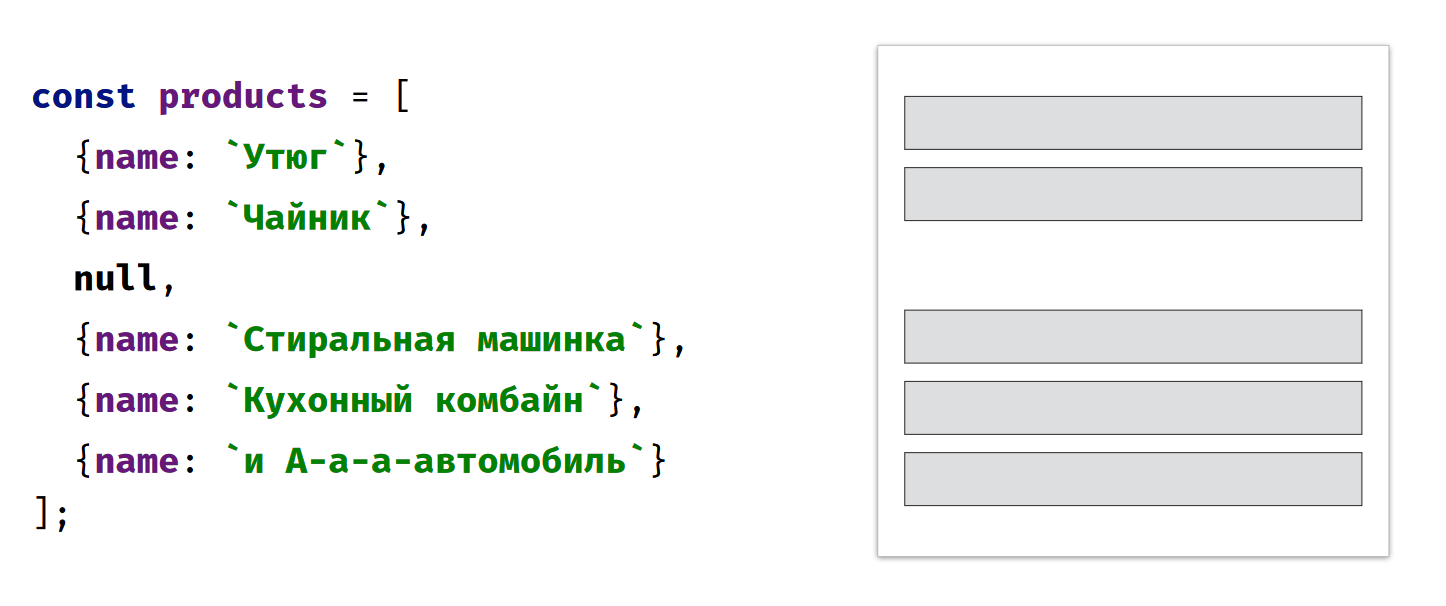 const products = [
  {name: `Утюг`},
  {name: `Чайник`},
  null,
  {name: `Стиральная машинка`},
  {name: `Кухонный комбайн`},
  {name: `и А-а-а-автомобиль`}
];